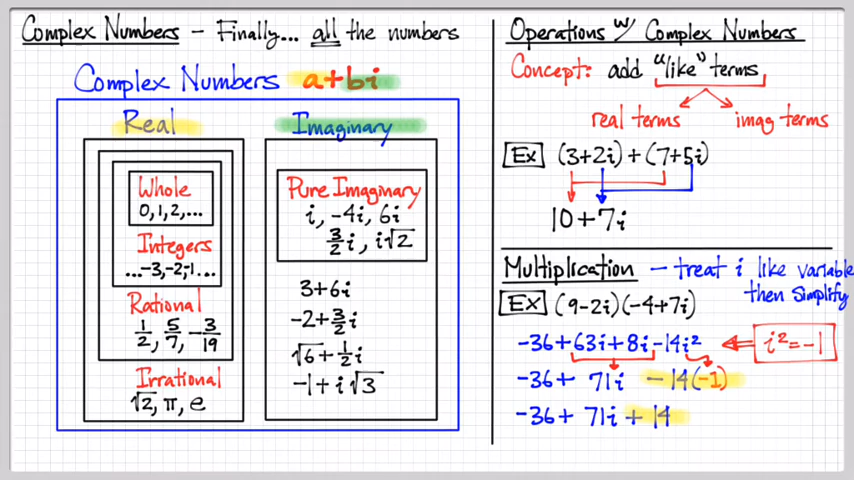 Complex Numbers - Finally... all the numbers
Complex Numbers a+bi
Real
Whole
0,1,2,...
Integers
...-3,-2,-1...
Rational
1/2, 5/7, -3/19
Irrational
√2, π, e
Imaginary
Pure Imaginary
i, -4i, 6i
3/2 i, i√2
3+6i
-2+3/2 i
√6+1/2 i
-1+i√3
Operations w/ Complex Numbers
Concept: add "like" terms
real terms imag terms
Ex (3+2i)+(7+5i)
10+7i
Multiplication - treat i like variable
then simplify
Ex (9-2i)(-4+7i)
-36+63i+8i-14i² i²=-1
-36+ 71i -14(-1)
-36+ 71i +14